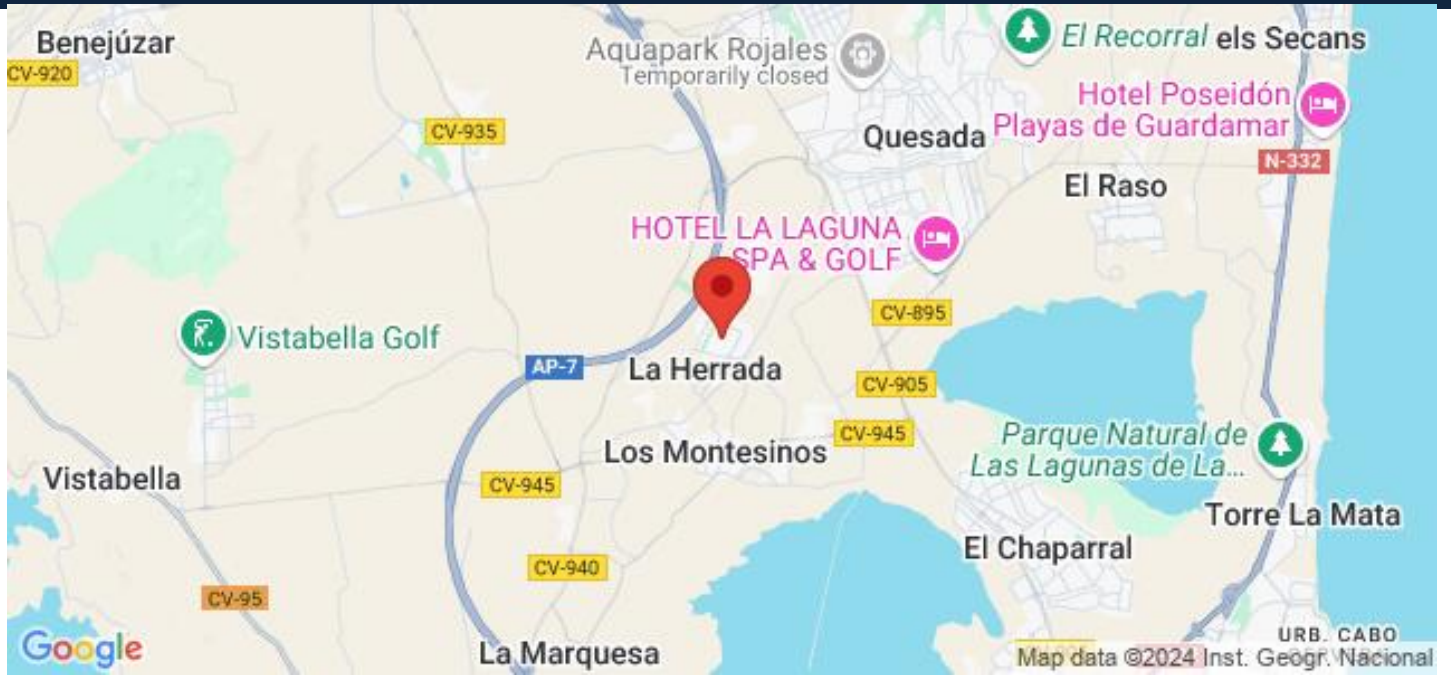 Benejúzar
CV-920
Aquapark Rojales
Temporarily closed
El Recorral
els Secans
Hotel Poseidón
Playas de Guardamar
CV-935
Quesada
N-332
El Raso
HOTEL LA LAGUNA
SPA & GOLF
CV-895
Vistabella Golf
AP-7
La Herrada
CV-905
CV-945
Parque Natural de
Las Lagunas de La...
Los Montesinos
Vistabella
CV-945
Torre La Mata
El Chaparral
CV-940
CV-95
URB. CABO
La Marquesa
Google
Map data ©2024 Inst. Geogr. Nacional